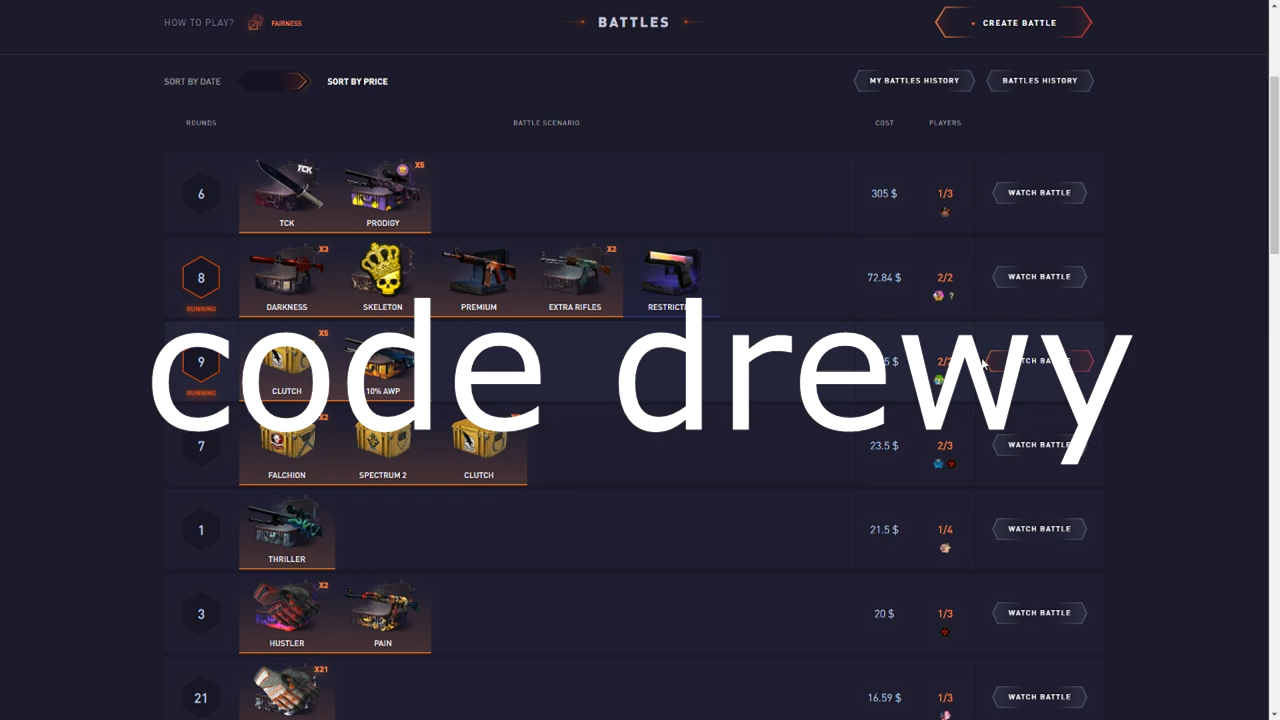 HOW TO PLAY? FAIRNESS BATTLES CREATE BATTLE
SORT BY DATE SORT BY PRICE MY BATTLES HISTORY BATTLES HISTORY
ROUNDS BATTLE SCENARIO COST PLAYERS
TCK X5
6 305 $ 1/3 WATCH BATTLE
TCK PRODIGY
X3 X2
8 72.84 $ 2/2 WATCH BATTLE
?
DARKNESS SKELETON PREMIUM EXTRA RIFLES
RUNNING
X5
9
code drewy
CLUTCH 10% AWP
RUNNING
X2
7 23.5 $ 2/3 WATCH BATTLE
FALCHION SPECTRUM 2 CLUTCH
1 21.5 $ 1/4 WATCH BATTLE
THRILLER
X2
3 20 $ 1/3 WATCH BATTLE
HUSTLER PAIN
X21
21 16.59 $ 1/3 WATCH BATTLE